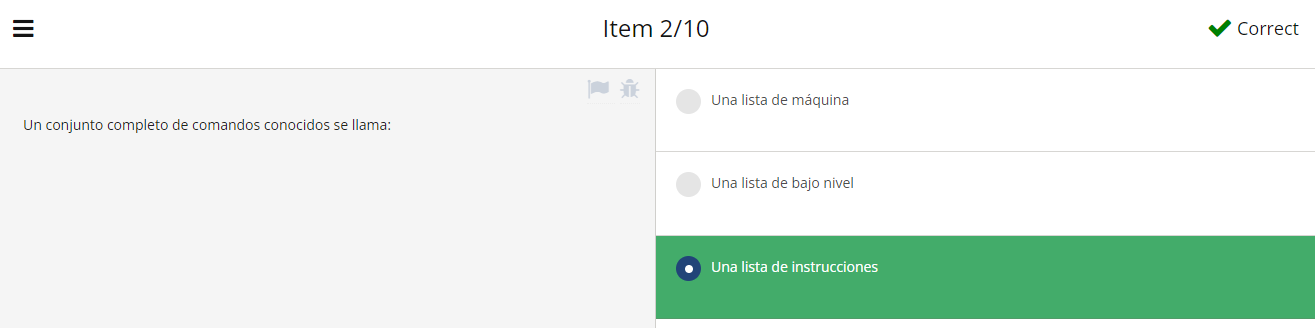 Item 2/10
Correct
Un conjunto completo de comandos conocidos se llama:
Una lista de máquina
Una lista de bajo nivel
Una lista de instrucciones